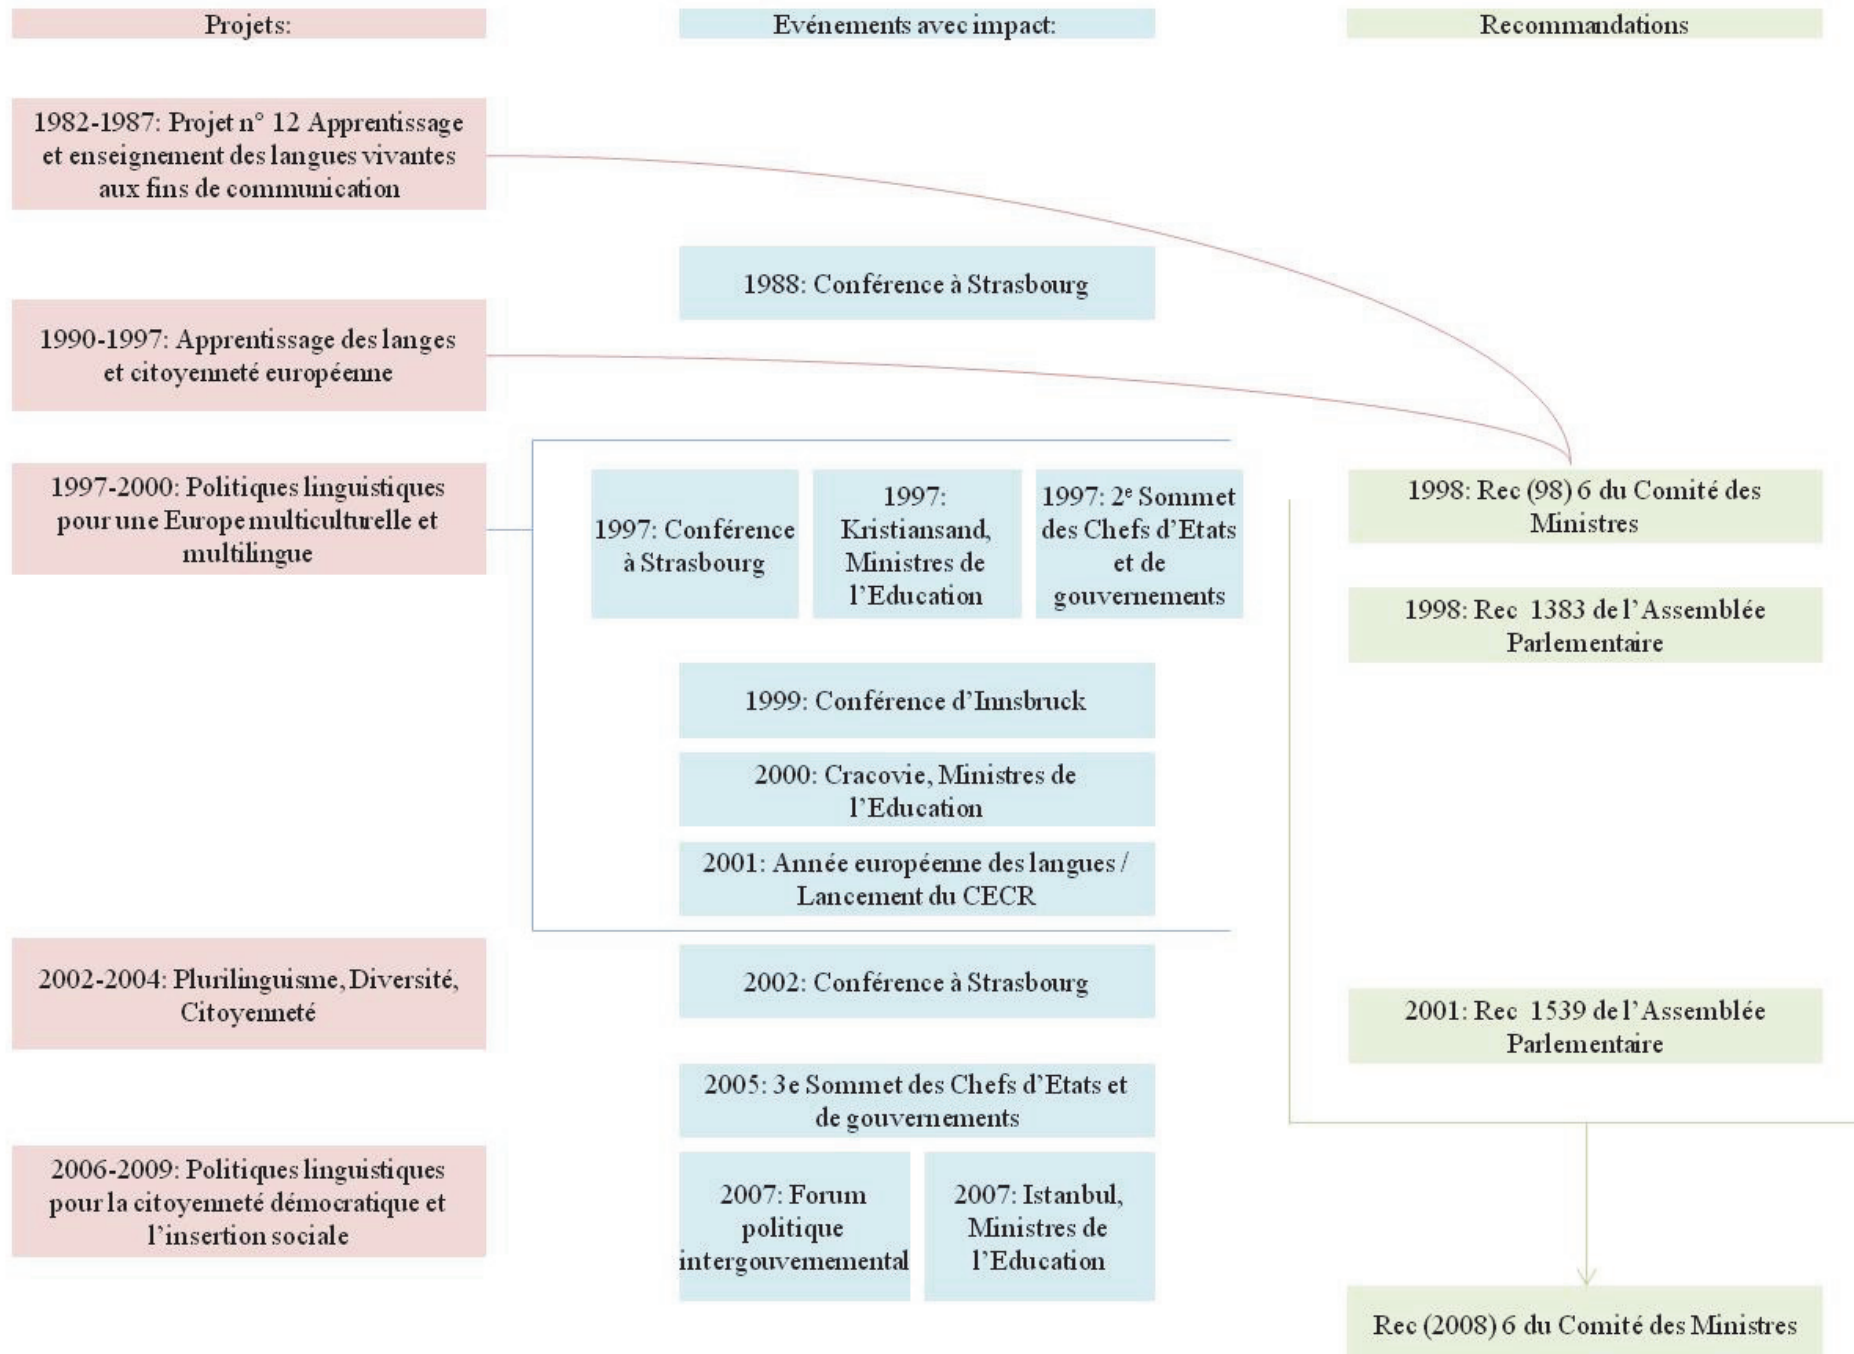 Projets:
Evénements avec impact:
Recommandations
1982-1987: Projet n° 12 Apprentissage
et enseignement des langues vivantes
aux fins de communication
1988: Conférence à Strasbourg
1990-1997: Apprentissage des langes
et citoyenneté européenne
1997-2000: Politiques linguistiques
pour une Europe multiculturelle et
multilingue
1997: Conférence
à Strasbourg
1997:
Kristiansand,
Ministres de
l’Education
1997: 2e Sommet
des Chefs d’Etats
et de
gouvernements
1998: Rec (98) 6 du Comité des
Ministres
1998: Rec 1383 de l’Assemblée
Parlementaire
1999: Conférence d’Innsbruck
2000: Cracovie, Ministres de
l’Education
2001: Année européenne des langues /
Lancement du CECR
2002-2004: Plurilinguisme, Diversité,
Citoyenneté
2002: Conférence à Strasbourg
2001: Rec 1539 de l’Assemblée
Parlementaire
2005: 3e Sommet des Chefs d’Etats et
de gouvernements
2006-2009: Politiques linguistiques
pour la citoyenneté démocratique et
l’insertion sociale
2007: Forum
politique
intergouvernemental
2007: Istanbul,
Ministres de
l’Education
Rec (2008) 6 du Comité des Ministres